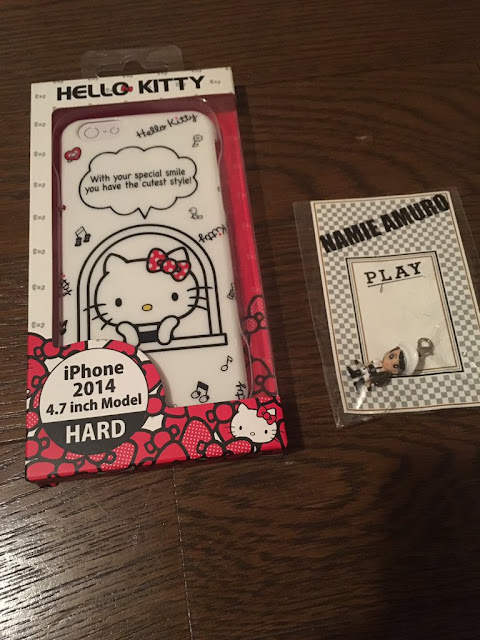 HELLO KITTY
Hello Kitty
With your special smile
you have the cutest style!
Kitty
iPhone
2014
4.7 inch Model
HARD
NAMIE AMURO
PLAY